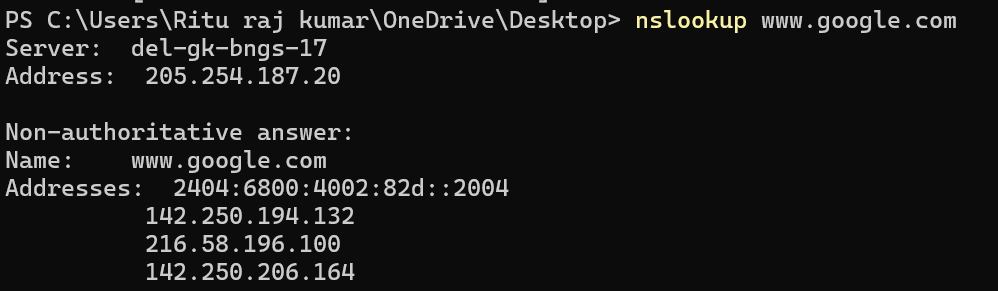 PS C:\Users\Ritu raj kumar\OneDrive\Desktop> nslookup www.google.com
Server:  del-gk-bngs-17
Address:  205.254.187.20

Non-authoritative answer:
Name:    www.google.com
Addresses:  2404:6800:4002:82d::2004
          142.250.194.132
          216.58.196.100
          142.250.206.164